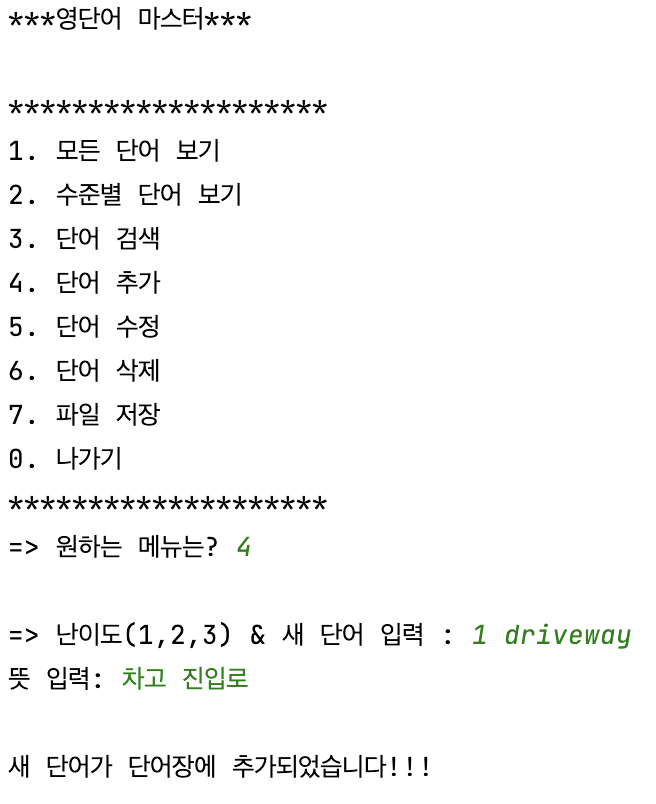 ***영단어 마스터***
********************
1. 모든 단어 보기
2. 수준별 단어 보기
3. 단어 검색
4. 단어 추가
5. 단어 수정
6. 단어 삭제
7. 파일 저장
0. 나가기
********************
=> 원하는 메뉴는? 4
=> 난이도(1,2,3) & 새 단어 입력 : 1 driveway
뜻 입력: 차고 진입로
새 단어가 단어장에 추가되었습니다!!!